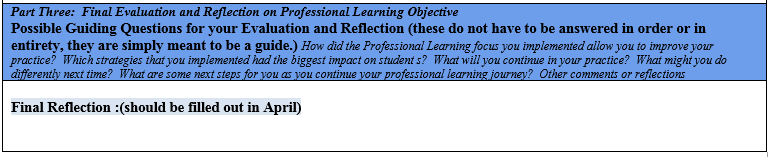 Part Three:  Final Evaluation and Reflection on Professional Learning Objective
Possible Guiding Questions for your Evaluation and Reflection (these do not have to be answered in order or in
entirety, they are simply meant to be a guide.) How did the Professional Learning focus you implemented allow you to improve your
practice?  Which strategies that you implemented had the biggest impact on student s?  What will you continue in your practice?  What might you do
differently next time?  What are some next steps for you as you continue your professional learning journey?  Other comments or reflections
Final Reflection :(should be filled out in April)